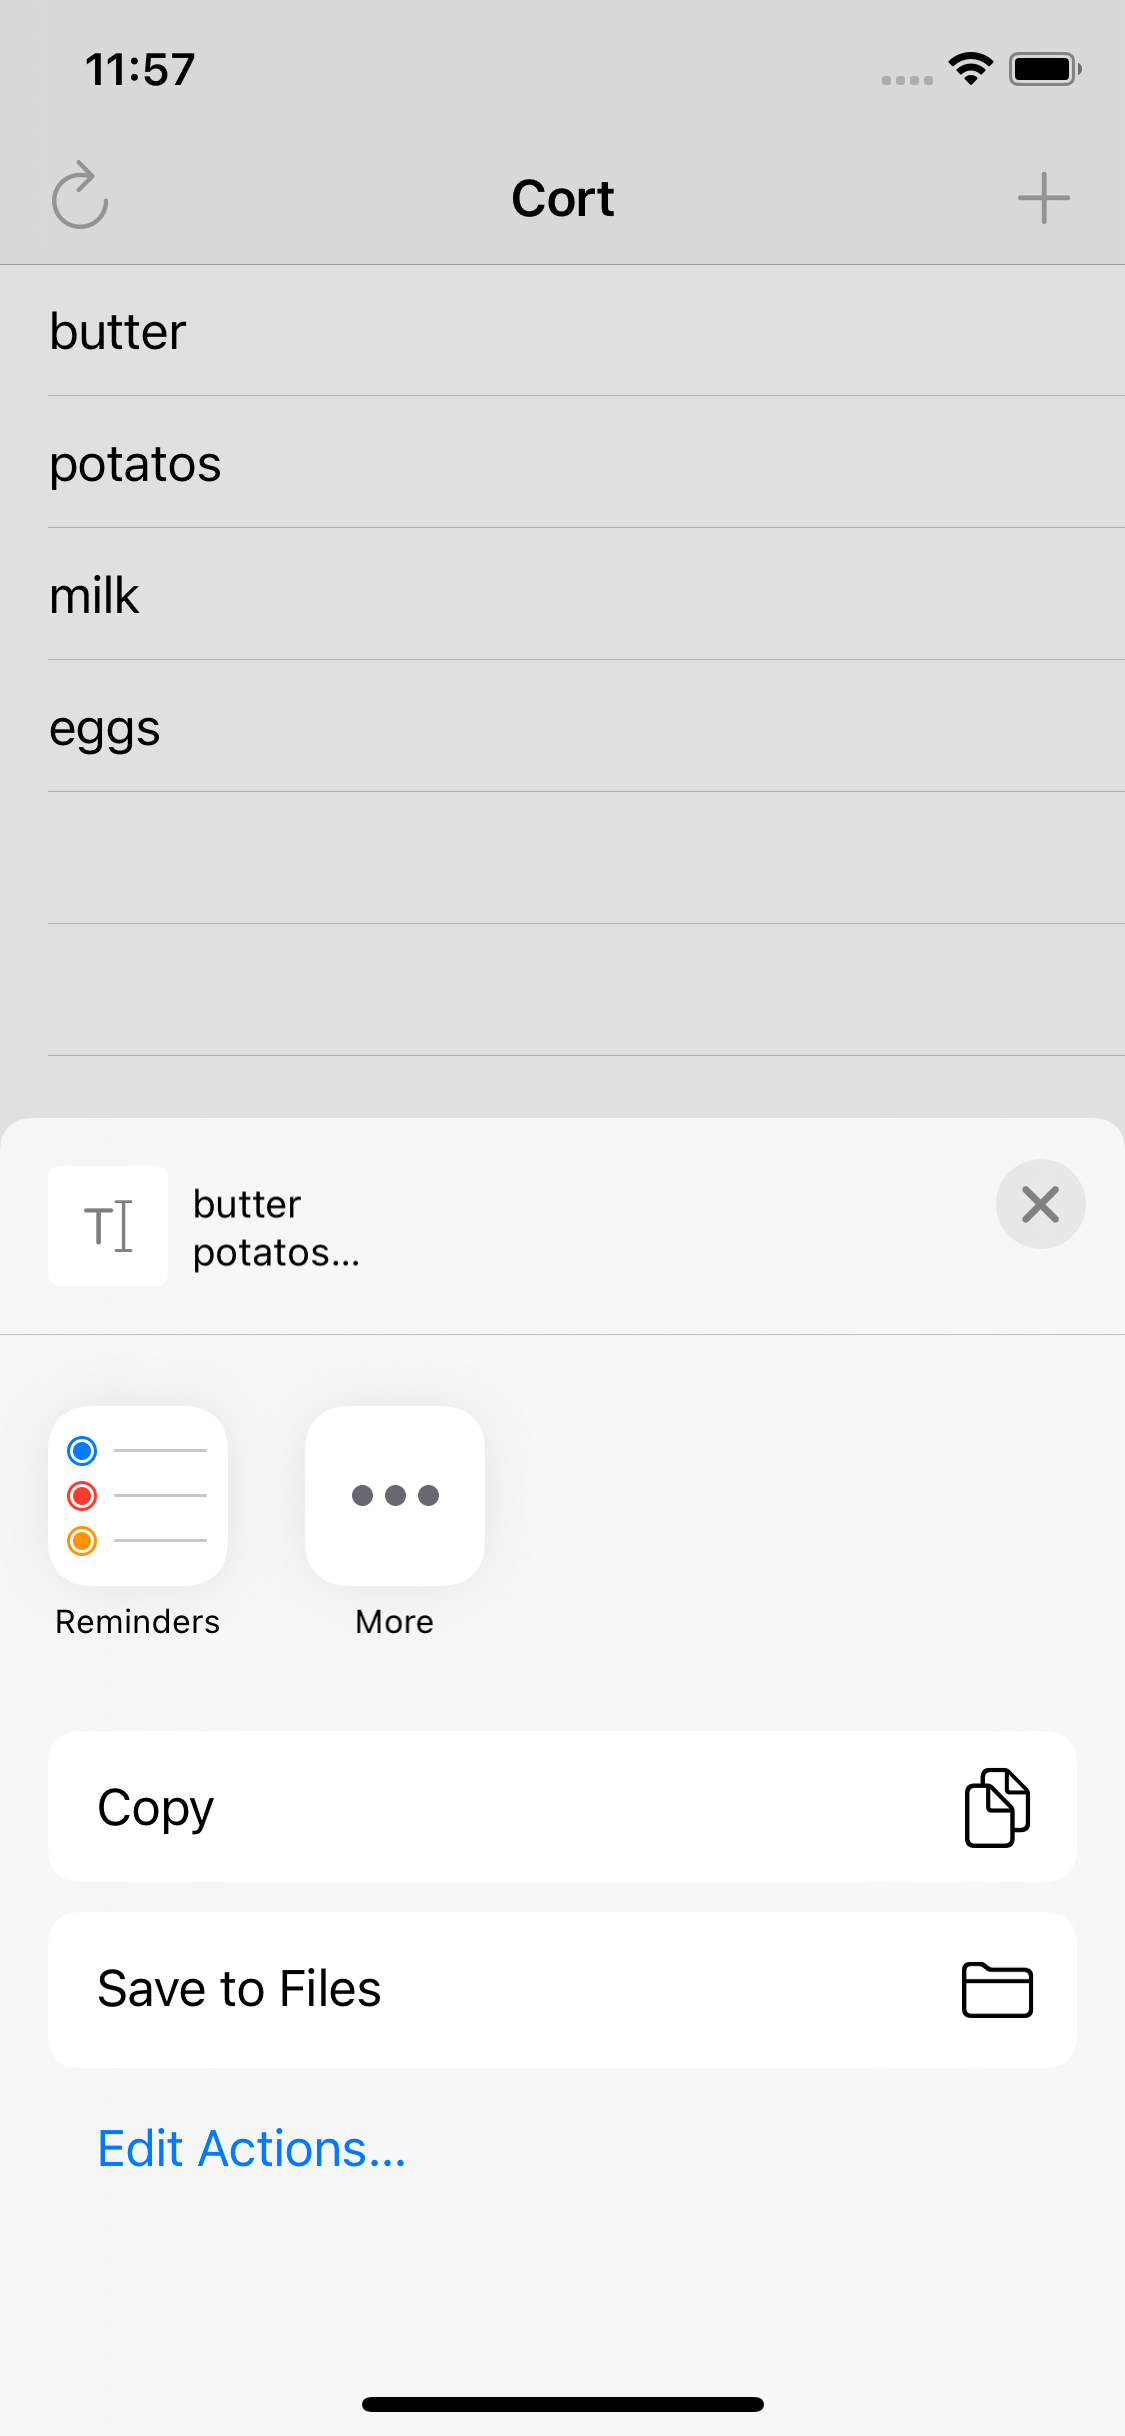 11:57
Cort
butter
potatos
milk
eggs
butter
potatos...
Reminders
More
Copy
Save to Files
Edit Actions...